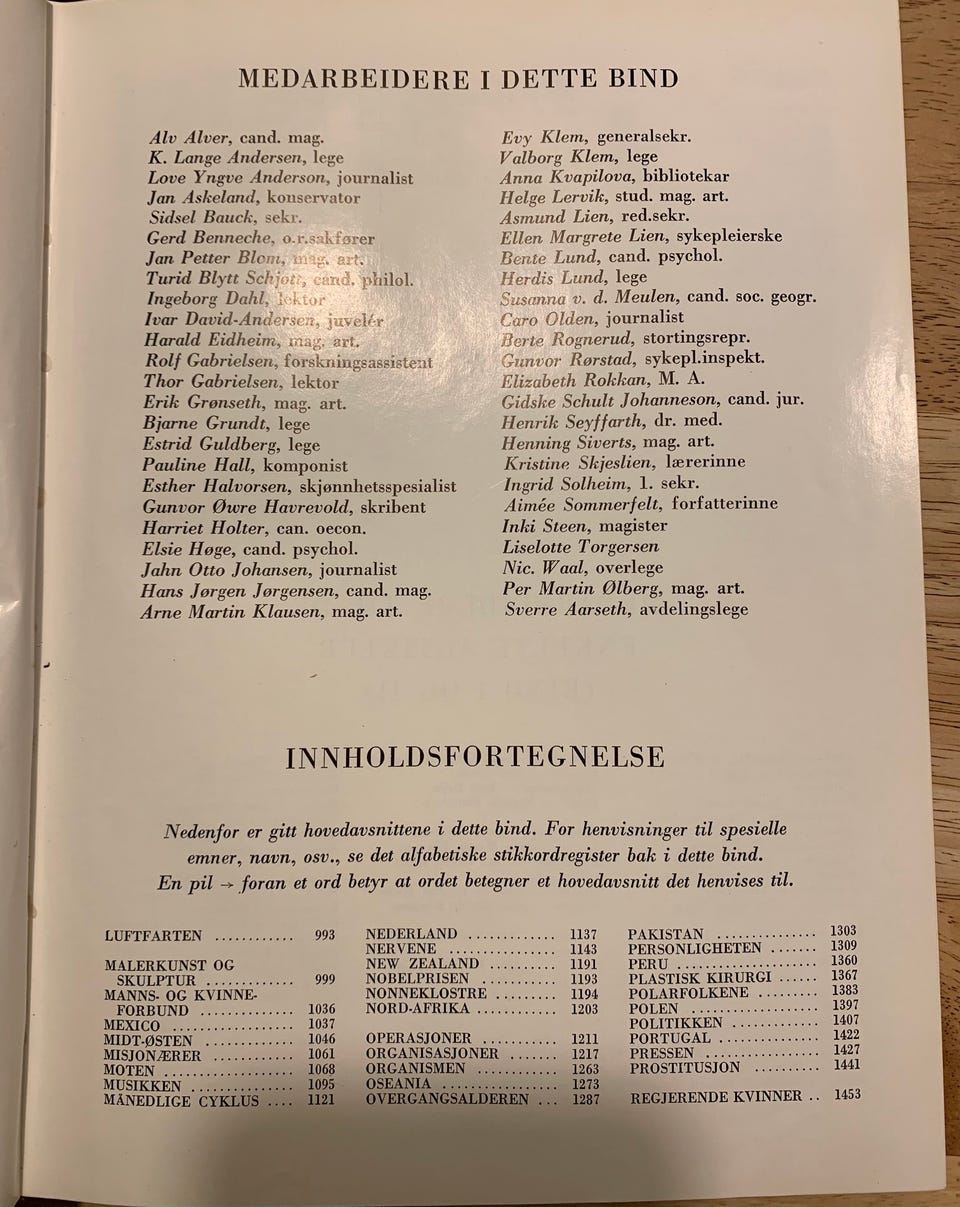 MEDARBEIDERE I DETTE BIND
Alv Alver, cand. mag.
K. Lange Andersen, lege
Love Yngve Anderson, journalist
Jan Askeland, konservator
Sidsel Bauck, sekr.
Gerd Benneche, o.r.sakfører
Jan Petter Blom, mag. art.
Turid Blytt Schjøtt, cand. philol.
Ingeborg Dahl, lektor
Ivar David-Andersen, juvelér
Harald Eidheim, mag. art.
Rolf Gabrielsen, forskningsassistent
Thor Gabrielsen, lektor
Erik Grønseth, mag. art.
Bjarne Grundt, lege
Estrid Guldberg, lege
Pauline Hall, komponist
Esther Halvorsen, skjønnhetsspesialist
Gunvor Øwre Havrevold, skribent
Harriet Holter, can. oecon.
Elsie Høge, cand. psychol.
Jahn Otto Johansen, journalist
Hans Jørgen Jørgensen, cand. mag.
Arne Martin Klausen, mag. art.
Evy Klem, generalsekr.
Valborg Klem, lege
Anna Kvapilova, bibliotekar
Helge Lervik, stud. mag. art.
Asmund Lien, red.sekr.
Ellen Margrete Lien, sykepleierske
Bente Lund, cand. psychol.
Herdis Lund, lege
Susanna v. d. Meulen, cand. soc. geogr.
Caro Olden, journalist
Berte Rognerud, stortingsrepr.
Gunvor Rørstad, sykepl.inspekt.
Elizabeth Rokkan, M. A.
Gidske Schult Johanneson, cand. jur.
Henrik Seyffarth, dr. med.
Henning Siverts, mag. art.
Kristine Skjeslien, lærerinne
Ingrid Solheim, 1. sekr.
Aimée Sommerfelt, forfatterinne
Inki Steen, magister
Liselotte Torgersen
Nic. Waal, overlege
Per Martin Ølberg, mag. art.
Sverre Aarseth, avdelingslege
INNHOLDSFORTEGNELSE
Nedenfor er gitt hovedavsnittene i dette bind. For henvisninger til spesielle
emner, navn, osv., se det alfabetiske stikkordregister bak i dette bind.
En pil → foran et ord betyr at ordet betegner et hovedavsnitt det henvises til.
LUFTFARTEN ............ 993
MALERKUNST OG
SKULPTUR ............ 999
MANNS- OG KVINNE-
FORBUND ............ 1036
MEXICO ............... 1037
MIDT-ØSTEN ........... 1046
MISJONÆRER .......... 1061
MOTEN ................ 1068
MUSIKKEN ............. 1095
MÅNEDLIGE CYKLUS .... 1121
NEDERLAND ............ 1137
NERVENE .............. 1143
NEW ZEALAND ......... 1191
NOBELPRISEN .......... 1193
NONNEKLOSTRE ........ 1194
NORD-AFRIKA .......... 1203
OPERASJONER .......... 1211
ORGANISASJONER ...... 1217
ORGANISMEN .......... 1263
OSEANIA ............... 1273
OVERGANGSALDEREN ... 1287
PAKISTAN .............. 1303
PERSONLIGHETEN ...... 1309
PERU ................... 1360
PLASTISK KIRURGI ..... 1367
POLARFOLKENE ........ 1383
POLEN ................. 1397
POLITIKKEN ........... 1407
PORTUGAL ............. 1422
PRESSEN ............... 1427
PROSTITUSJON ......... 1441
REGJERENDE KVINNER .. 1453